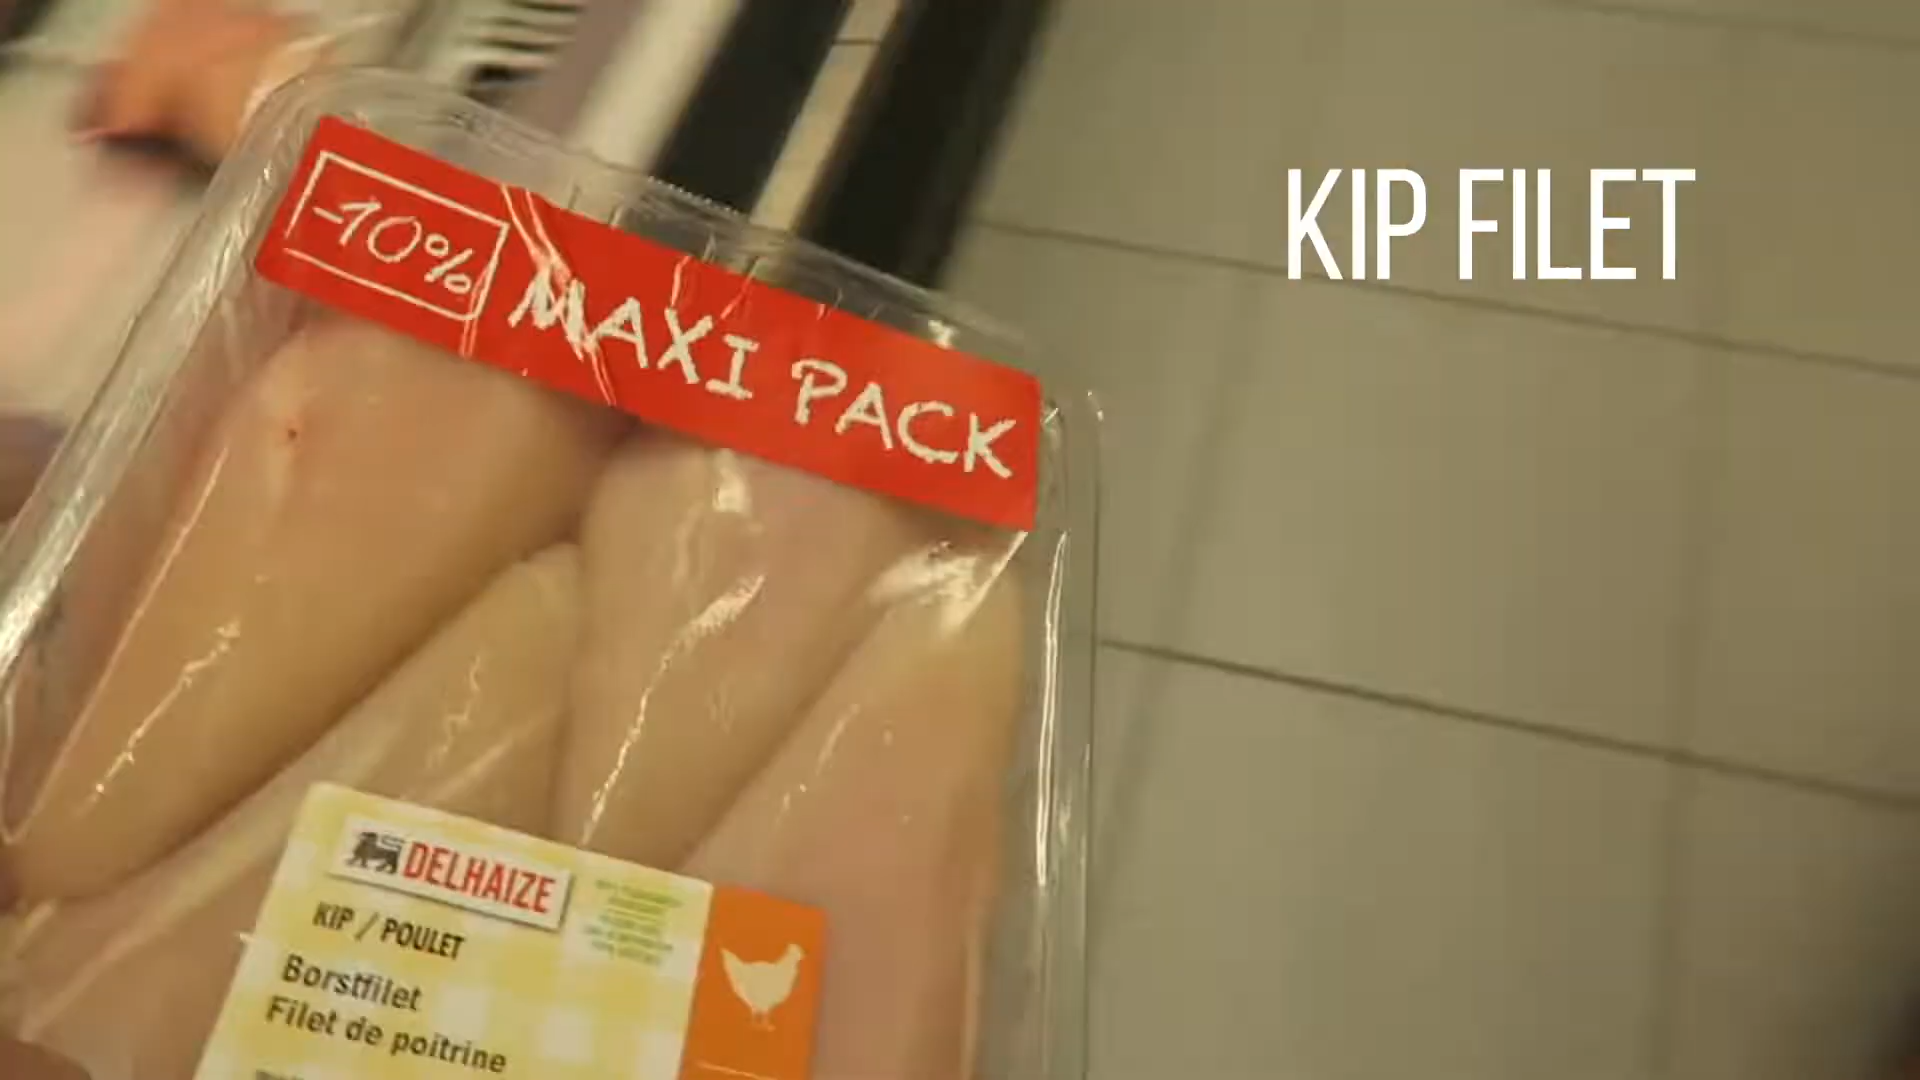 KIP FILET
-10% MAXI PACK
DELHAIZE
KIP / POULET
Borstfilet
Filet de poitrine